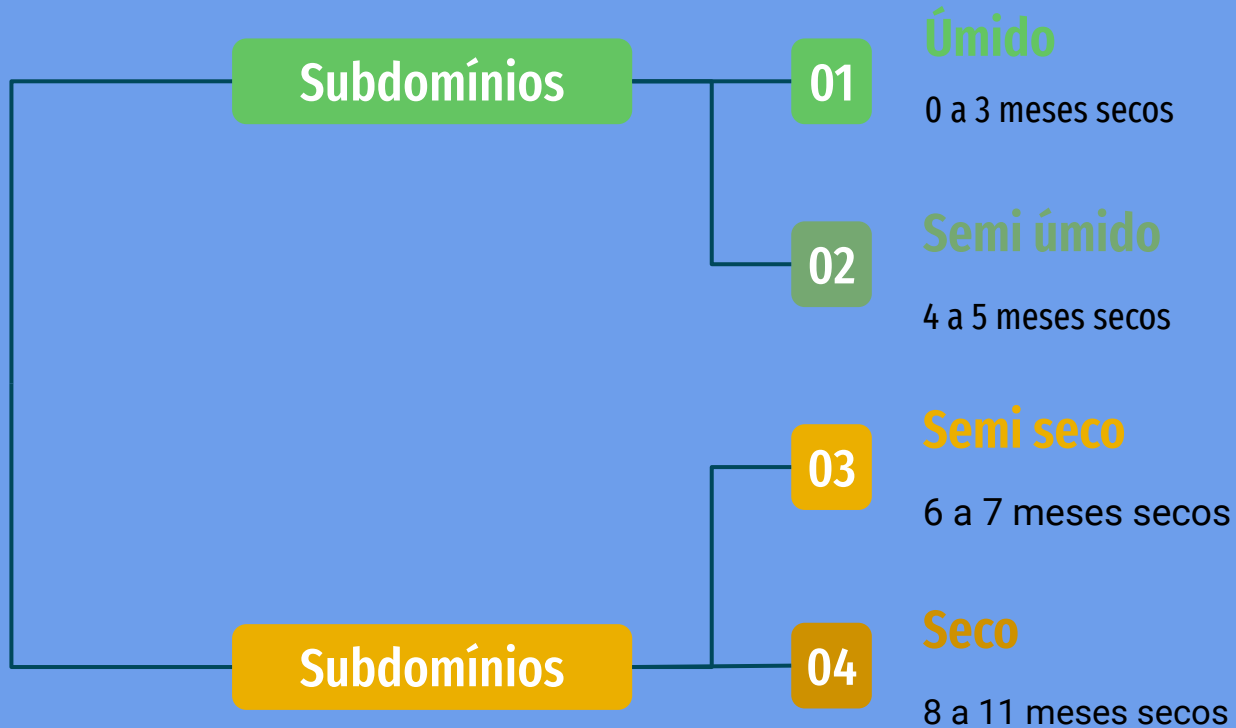 Subdomínios
01
Úmido
0 a 3 meses secos
02
Semi úmido
4 a 5 meses secos
03
Semi seco
6 a 7 meses secos
Subdomínios
04
Seco
8 a 11 meses secos